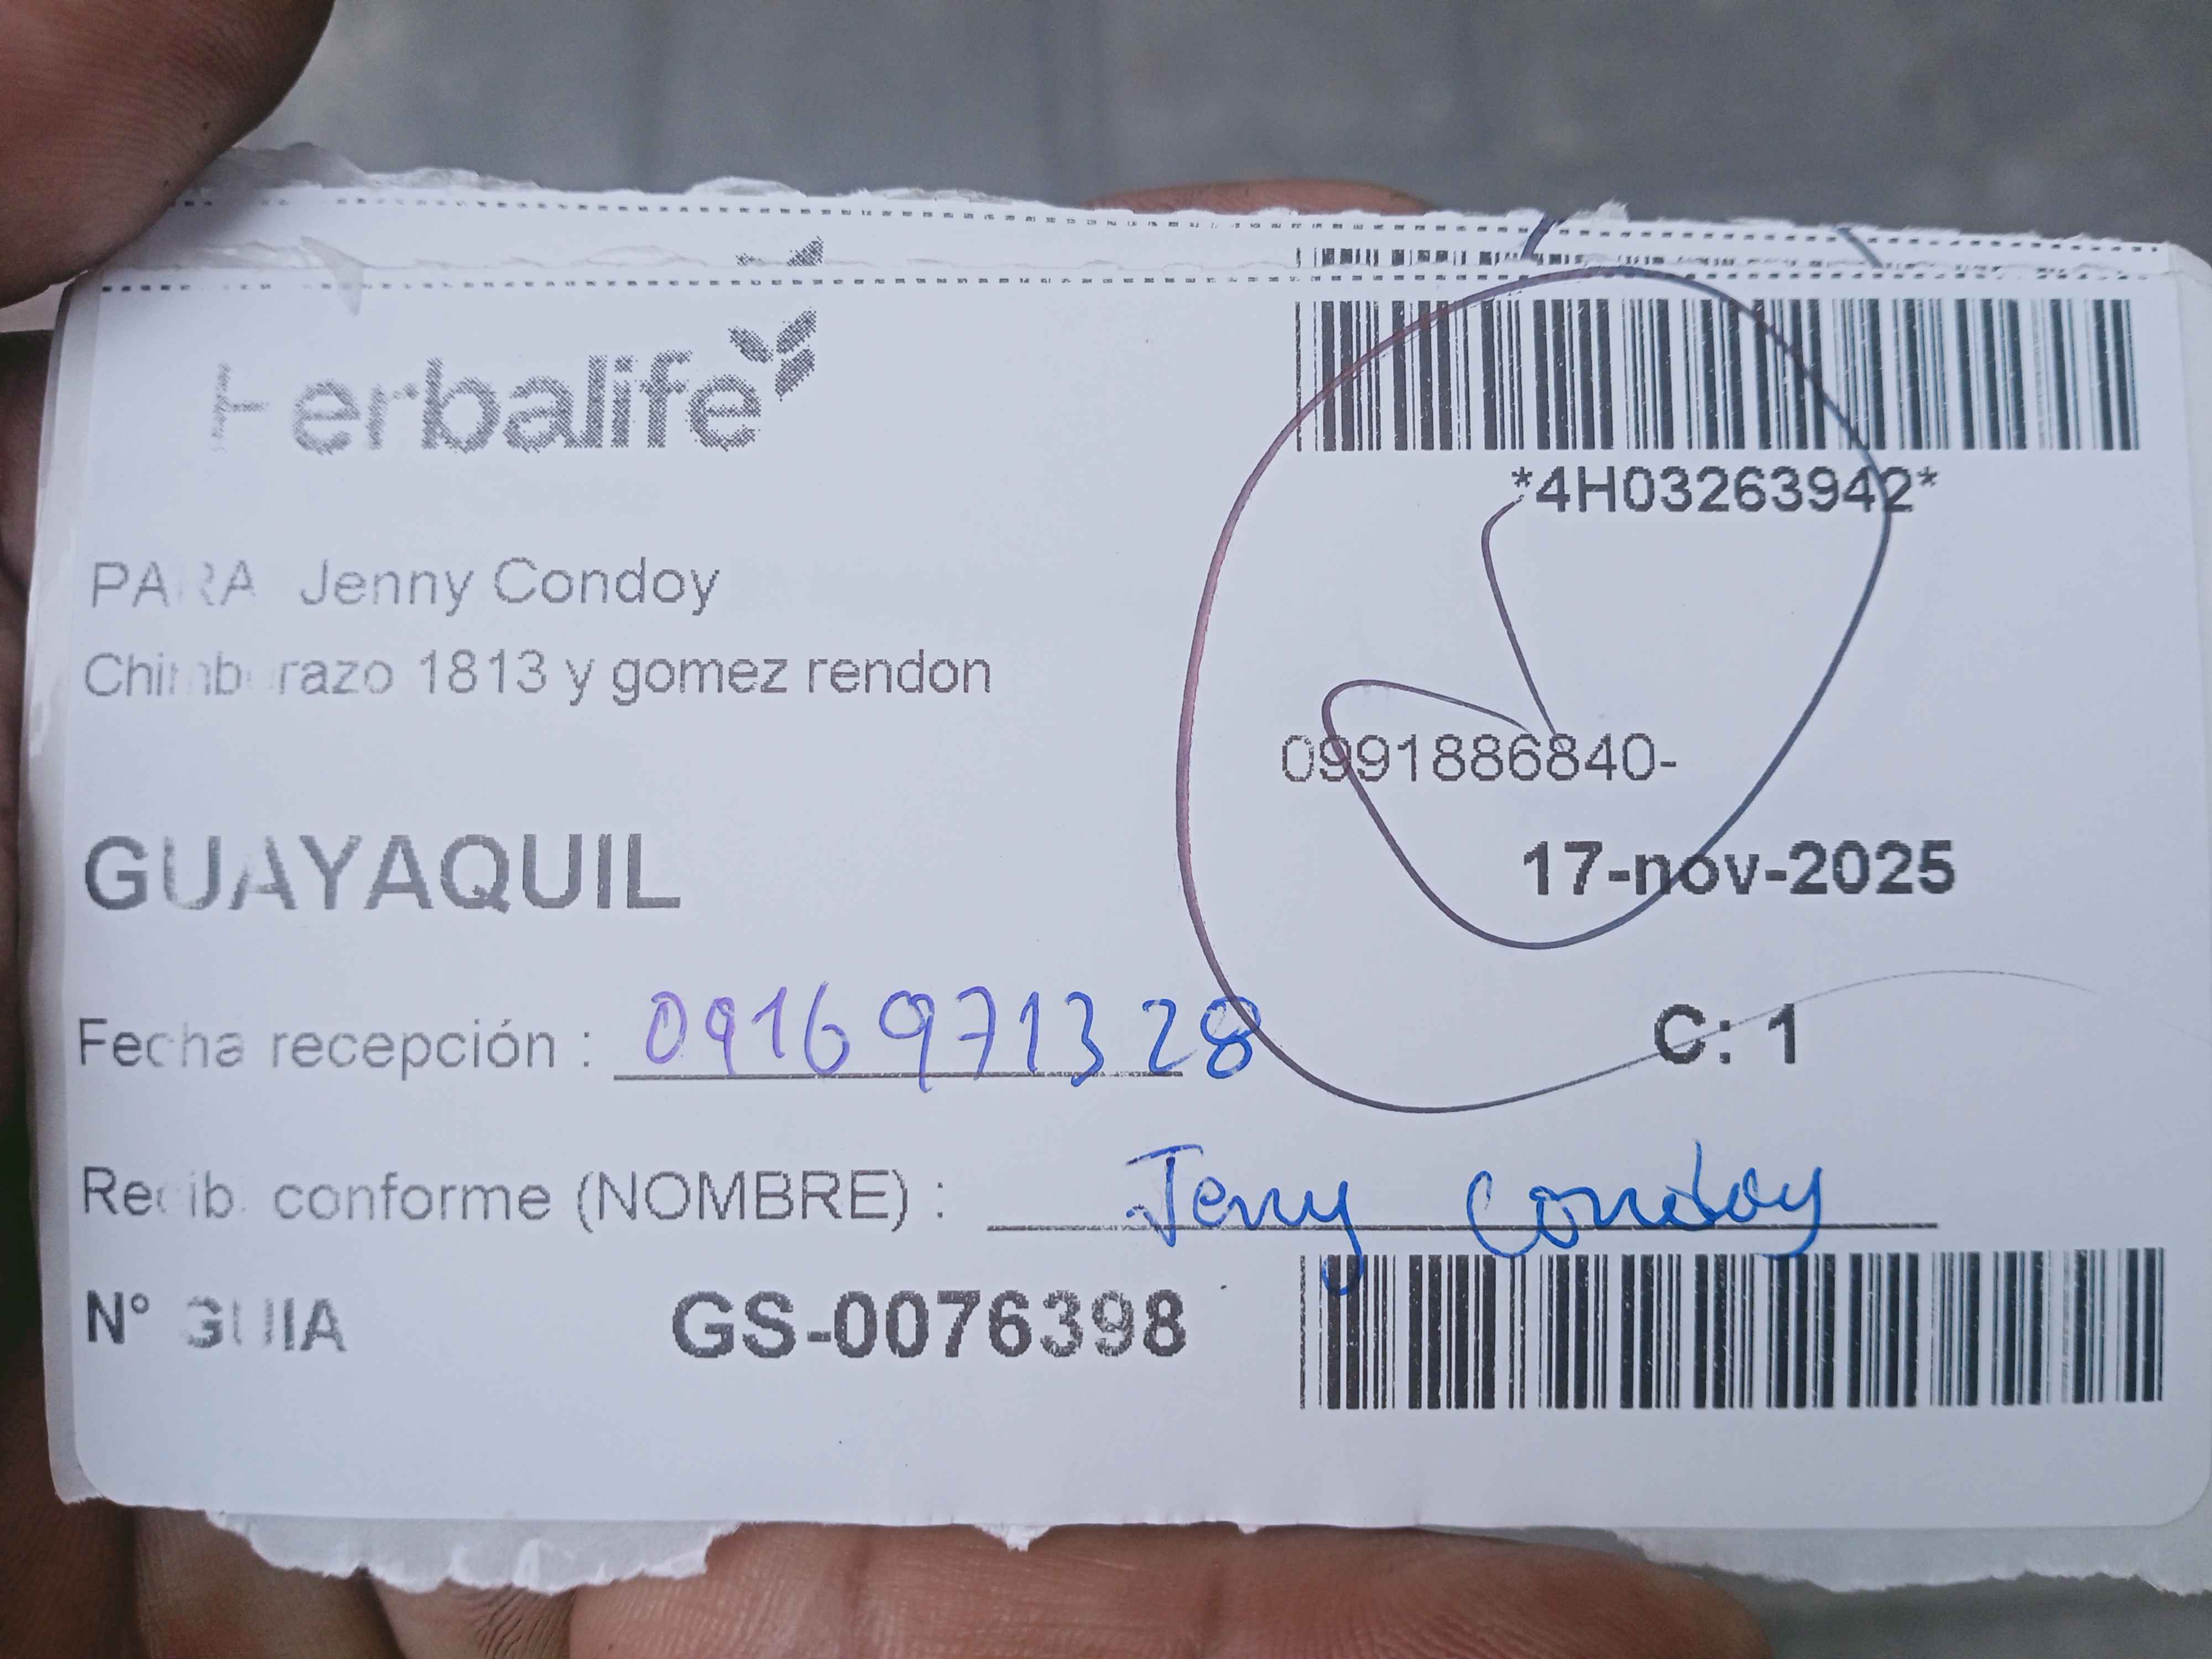 Herbalife
*4H03263942*
PARA Jenny Condoy
Chimborazo 1813 y gomez rendon
0991886840-
GUAYAQUIL
17-nov-2025
Fecha recepción : 0916971328
C: 1
Recibi conforme (NOMBRE) : Jenny Condoy
N° GUIA GS-0076398